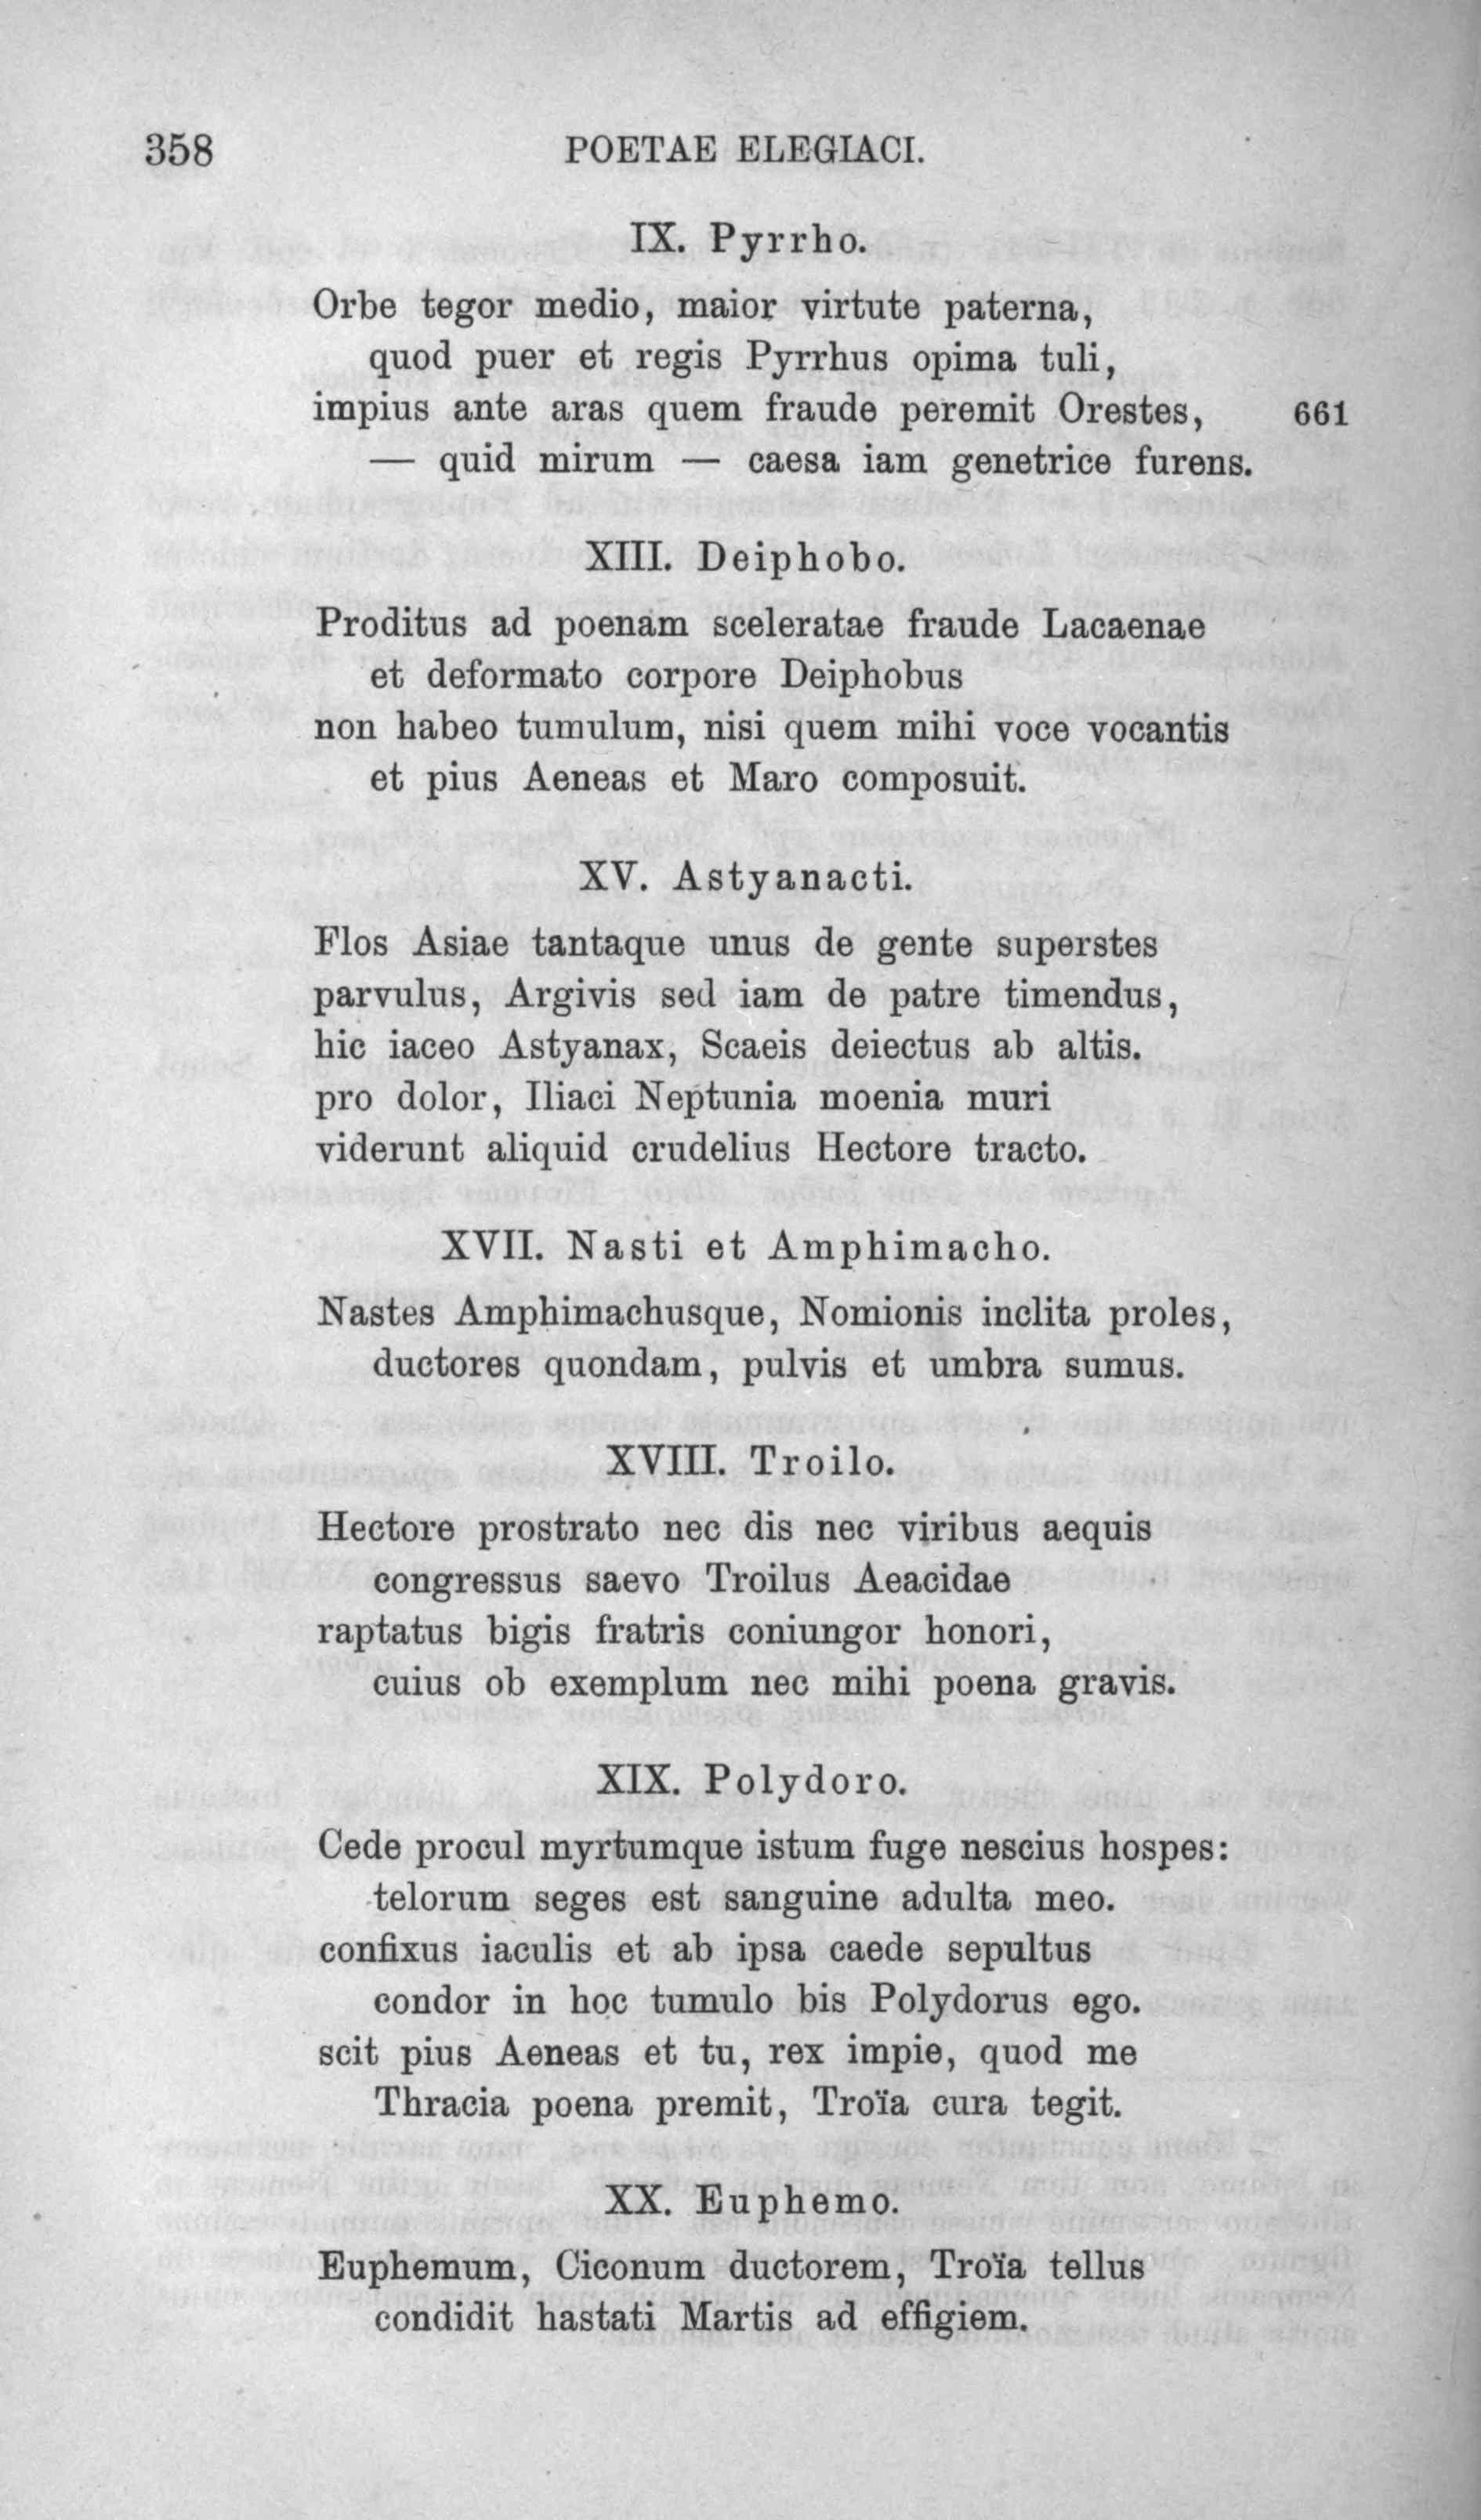 358 POETAE ELEGIACI.
IX. Pyrrho.
Orbe tegor medio, maior virtute paterna,
quod puer et regis Pyrrhus opima tuli,
impius ante aras quem fraude peremit Orestes, 661
— quid mirum — caesa iam genetrice furens.
XIII. Deiphobo.
Proditus ad poenam sceleratae fraude Lacaenae
et deformato corpore Deiphobus
non habeo tumulum, nisi quem mihi voce vocantis
et pius Aeneas et Maro composuit.
XV. Astyanacti.
Flos Asiae tantaque unus de gente superstes
parvulus, Argivis sed iam de patre timendus,
hic iaceo Astyanax, Scaeis deiectus ab altis.
pro dolor, Iliaci Neptunia moenia muri
viderunt aliquid crudelius Hectore tracto.
XVII. Nasti et Amphimacho.
Nastes Amphimachusque, Nomionis inclita proles,
ductores quondam, pulvis et umbra sumus.
XVIII. Troilo.
Hectore prostrato nec dis nec viribus aequis
congressus saevo Troilus Aeacidae
raptatus bigis fratris coniungor honori,
cuius ob exemplum nec mihi poena gravis.
XIX. Polydoro.
Cede procul myrtumque istum fuge nescius hospes:
telorum seges est sanguine adulta meo.
confixus iaculis et ab ipsa caede sepultus
condor in hoc tumulo bis Polydorus ego.
scit pius Aeneas et tu, rex impie, quod me
Thracia poena premit, Troïa cura tegit.
XX. Euphemo.
Euphemum, Ciconum ductorem, Troïa tellus
condidit hastati Martis ad effigiem.